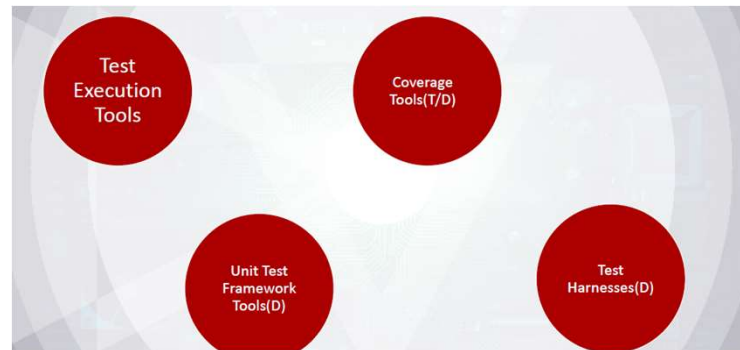 Test
Execution
Tools
Coverage
Tools(T/D)
Unit Test
Framework
Tools(D)
Test
Harnesses(D)